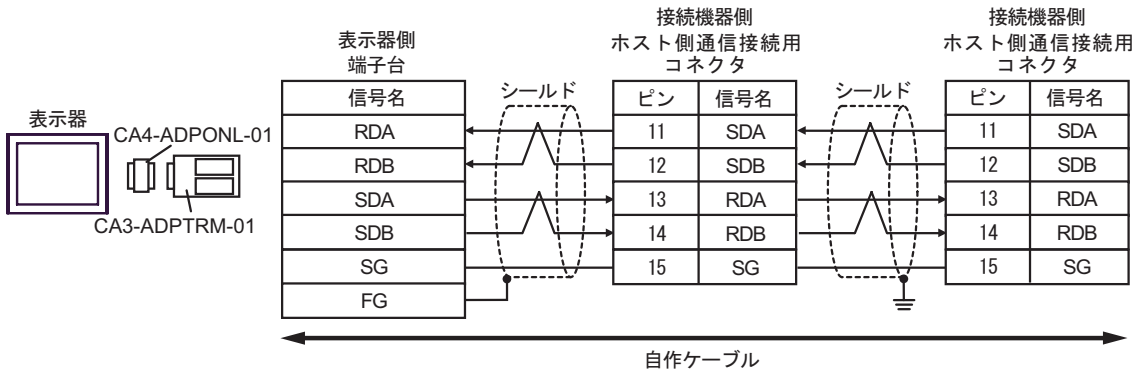 表示器
CA4-ADPONL-01
CA3-ADPTRM-01
表示器側
端子台
信号名
RDA
RDB
SDA
SDB
SG
FG
シールド
接続機器側
ホスト側通信接続用
コネクタ
ピン 信号名
11 SDA
12 SDB
13 RDA
14 RDB
15 SG
シールド
接続機器側
ホスト側通信接続用
コネクタ
ピン 信号名
11 SDA
12 SDB
13 RDA
14 RDB
15 SG
自作ケーブル